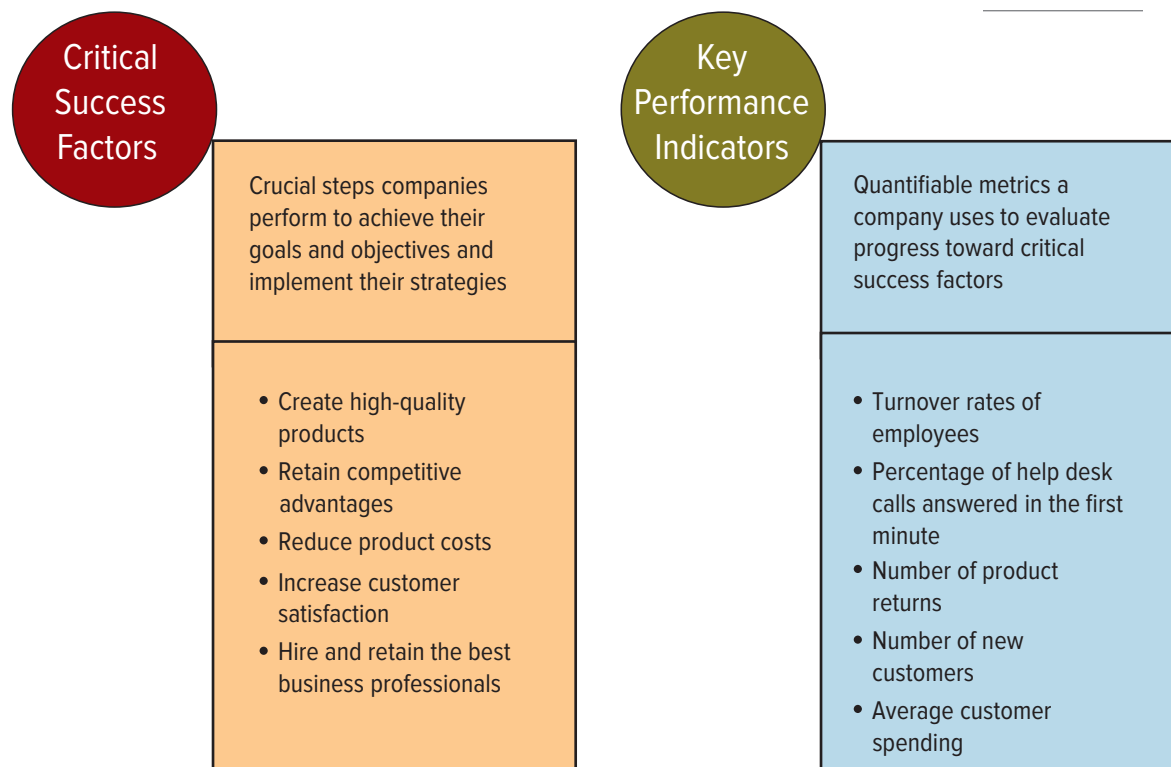 Critical
Success
Factors
Crucial steps companies
perform to achieve their
goals and objectives and
implement their strategies
• Create high-quality
products
• Retain competitive
advantages
• Reduce product costs
• Increase customer
satisfaction
• Hire and retain the best
business professionals
Key
Performance
Indicators
Quantifiable metrics a
company uses to evaluate
progress toward critical
success factors
• Turnover rates of
employees
• Percentage of help desk
calls answered in the first
minute
• Number of product
returns
• Number of new
customers
• Average customer
spending